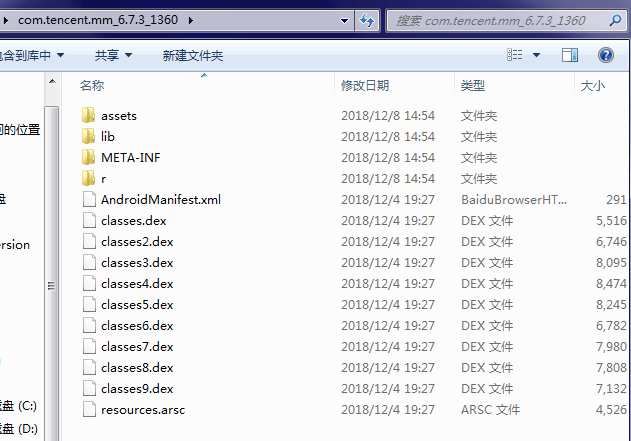 com.tencent.mm_6.7.3_1360
搜索 com.tencent.mm_6.7.3_1360
含到库中 共享 新建文件夹
名称 修改日期 类型 大小
assets 2018/12/8 14:54 文件夹
lib 2018/12/8 14:54 文件夹
的位置 META-INF 2018/12/8 14:54 文件夹
r 2018/12/8 14:54 文件夹
盘 AndroidManifest.xml 2018/12/4 19:27 BaiduBrowserHT... 291
classes.dex 2018/12/4 19:27 DEX 文件 5,516
ersion classes2.dex 2018/12/4 19:27 DEX 文件 6,746
classes3.dex 2018/12/4 19:27 DEX 文件 8,095
classes4.dex 2018/12/4 19:27 DEX 文件 8,474
classes5.dex 2018/12/4 19:27 DEX 文件 8,245
classes6.dex 2018/12/4 19:27 DEX 文件 6,782
classes7.dex 2018/12/4 19:27 DEX 文件 7,980
classes8.dex 2018/12/4 19:27 DEX 文件 7,808
classes9.dex 2018/12/4 19:27 DEX 文件 7,132
盘 (C:) resources.arsc 2018/12/4 19:27 ARSC 文件 4,526
盘 (D:)